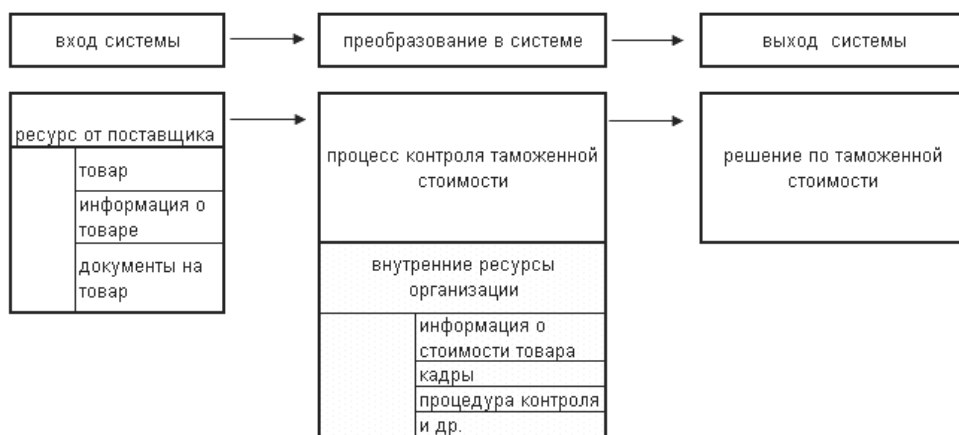 вход системы
преобразование в системе
выход системы
ресурс от поставщика
товар
информация о
товаре
документы на
товар
процесс контроля таможенной
стоимости
внутренние ресурсы
организации
информация о
стоимости товара
кадры
процедура контроля
и др.
решение по таможенной
стоимости